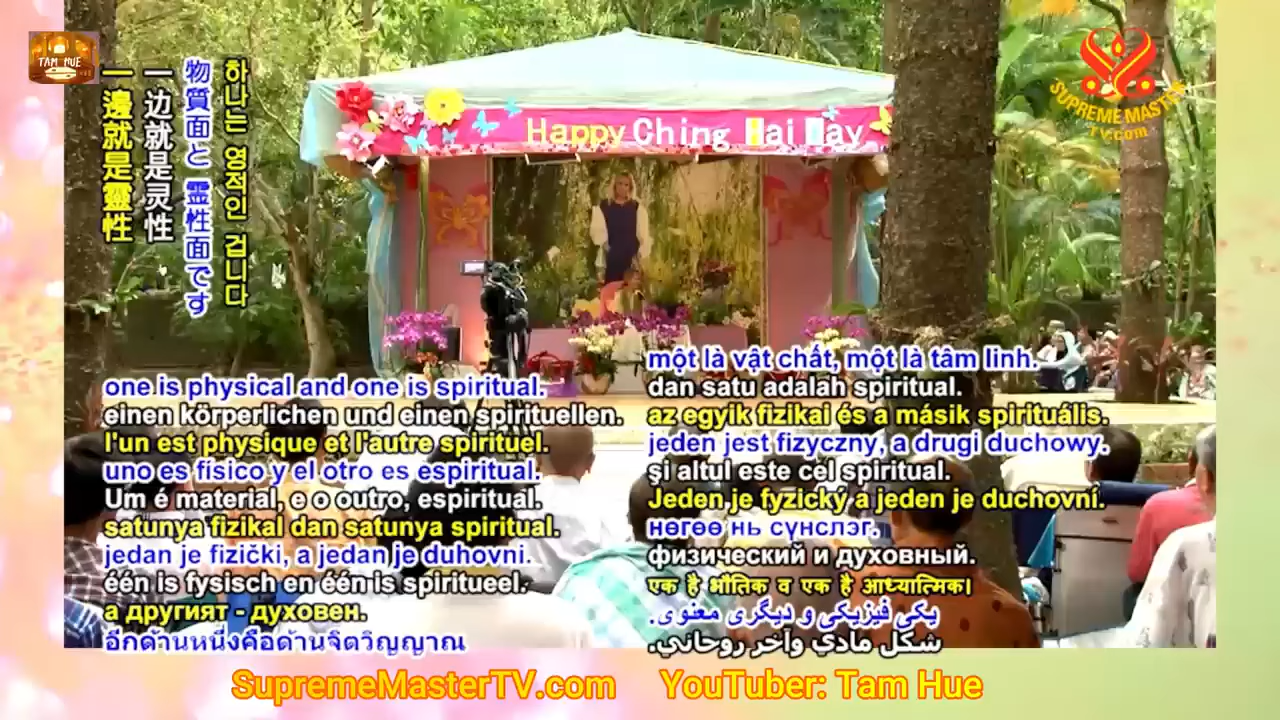 TAM HUE
一邊就是靈性
一边就是灵性
物質面と 霊性面です
하나는 영적인 겁니다
SUPREME MASTER
TV.com
Happy Ching Hai Day
one is physical and one is spiritual.
einen körperlichen und einen spirituellen.
l'un est physique et l'autre spirituel.
uno es físico y el otro es espiritual.
Um é material, e o outro, espiritual.
satunya fizikal dan satunya spiritual.
jedan je fizički, a jedan je duhovni.
één is fysisch en één is spiritueel.
а другият - духовен.
อีกด้านหนึ่งคือด้านจิตวิญญาณ
một là vật chất, một là tâm linh.
dan satu adalah spiritual.
az egyik fizikai és a másik spirituális.
jeden jest fizyczny, a drugi duchowy.
şi altul este cel spiritual.
Jeden je fyzický a jeden je duchovní.
нөгөө нь сүнслэг.
физический и духовный.
एक है भौतिक व एक है आध्यात्मिक।
یکی فیزیکی و دیگری معنوی.
شكل مادي وآخر روحاني.
SupremeMasterTV.com YouTuber: Tam Hue